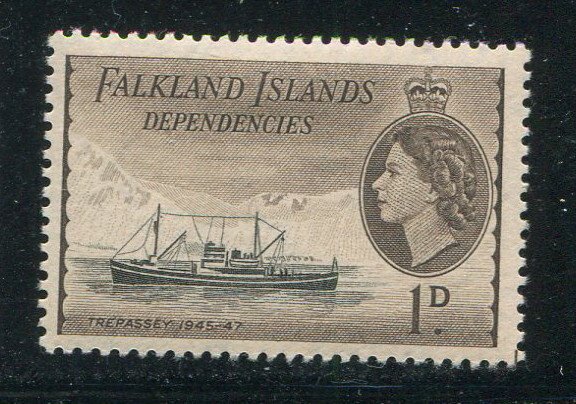 FALKLAND ISLANDS
DEPENDENCIES
1D.
TREPASSEY 1945-47